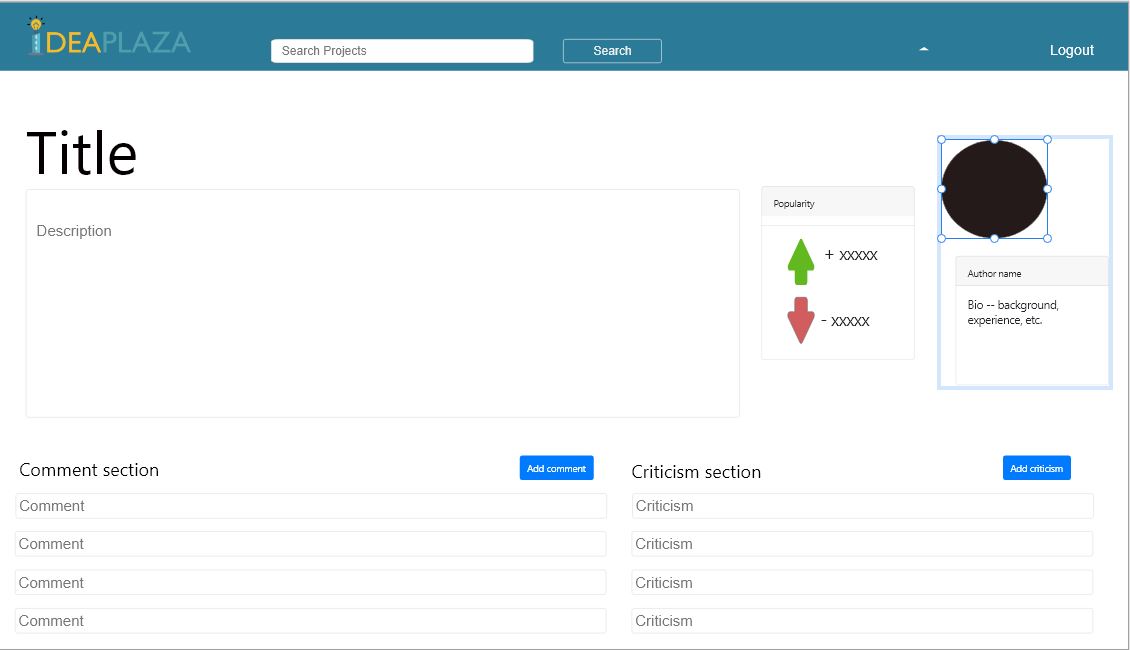 iDEAPLAZA
Search Projects
Search
Logout
Title
Description
Popularity
+ XXXXX
- XXXXX
Author name
Bio -- background,
experience, etc.
Comment section
Add comment
Comment
Comment
Comment
Comment
Criticism section
Add criticism
Criticism
Criticism
Criticism
Criticism